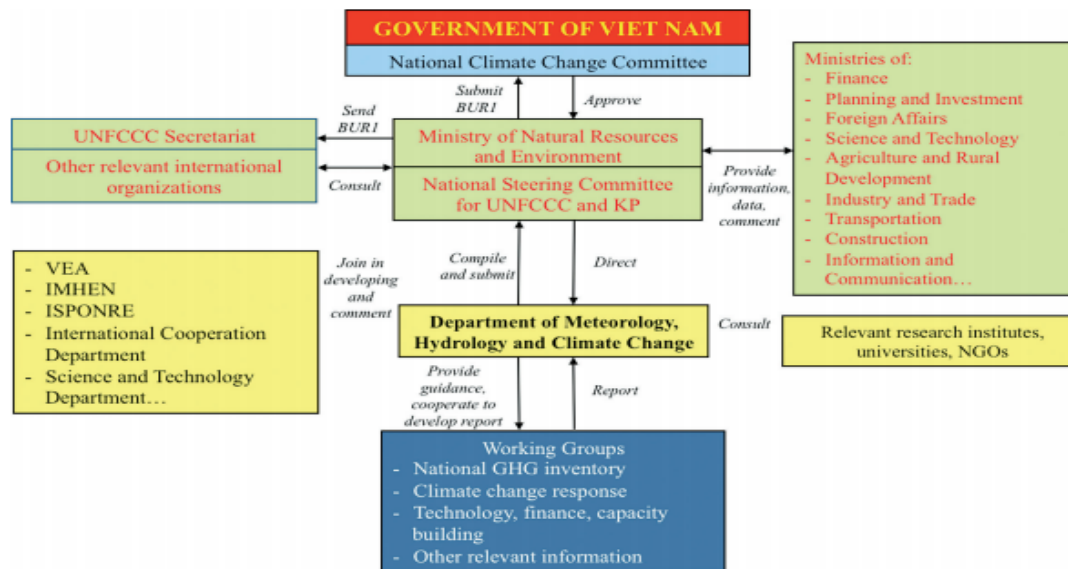 GOVERNMENT OF VIET NAM
National Climate Change Committee
Submit
BUR1
Approve
Send
BUR1
UNFCCC Secretariat
Other relevant international
organizations
Consult
Ministry of Natural Resources
and Environment
National Steering Committee
for UNFCCC and KP
Provide
information,
data,
comment
Ministries of:
- Finance
- Planning and Investment
- Foreign Affairs
- Science and Technology
- Agriculture and Rural
Development
- Industry and Trade
- Transportation
- Construction
- Information and
Communication…
- VEA
- IMHEN
- ISPONRE
- International Cooperation
Department
- Science and Technology
Department…
Join in
developing
and
comment
Compile
and submit
Direct
Department of Meteorology,
Hydrology and Climate Change
Consult
Relevant research institutes,
universities, NGOs
Provide
guidance,
cooperate to
develop report
Report
Working Groups
- National GHG inventory
- Climate change response
- Technology, finance, capacity
building
- Other relevant information